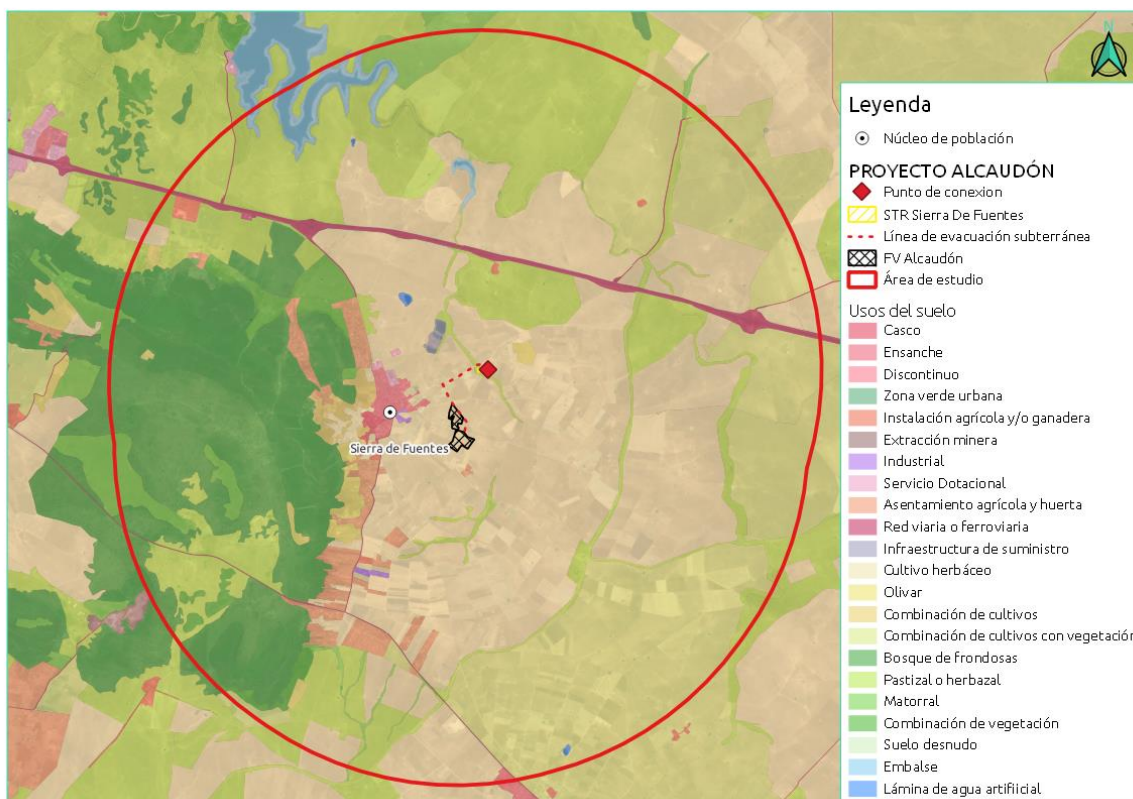 N
Leyenda
Núcleo de población
PROYECTO ALCAUDÓN
Punto de conexion
STR Sierra De Fuentes
Línea de evacuación subterránea
FV Alcaudón
Área de estudio
Usos del suelo
Casco
Ensanche
Discontinuo
Zona verde urbana
Instalación agrícola y/o ganadera
Extracción minera
Industrial
Servicio Dotacional
Asentamiento agrícola y huerta
Red viaria o ferroviaria
Infraestructura de suministro
Cultivo herbáceo
Olivar
Combinación de cultivos
Combinación de cultivos con vegetación
Bosque de frondosas
Pastizal o herbazal
Matorral
Combinación de vegetación
Suelo desnudo
Embalse
Lámina de agua artifiicial
Sierra de Fuentes